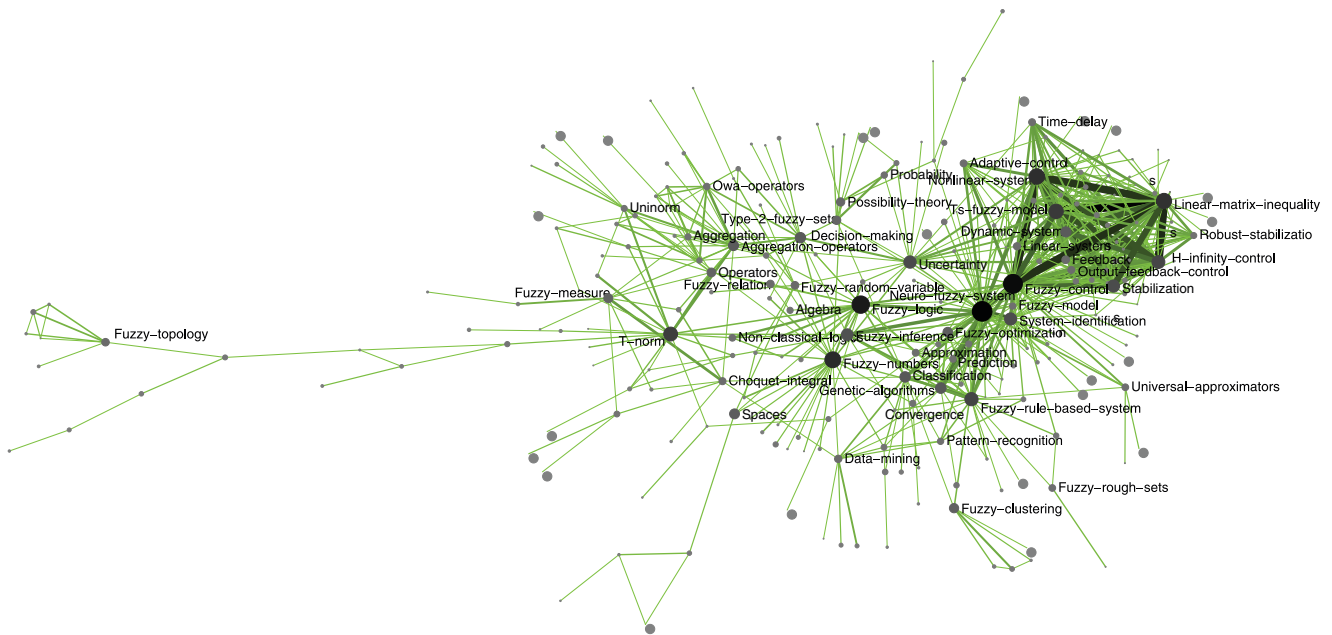 Time-delay
Adaptive-control
Nonlinear-system
s
Linear-matrix-inequality
Probability
Owa-operators
Possibility-theory
Ts-fuzzy-model
Uninorm
Type-2-fuzzy-sets
Dynamic-system
s
Robust-stabilizatio
Aggregation
Decision-making
Aggregation-operators
Linear-system
Feedback
H-infinity-control
Uncertainty
Output-feedback-control
Operators
Fuzzy-relation
Fuzzy-random-variable
Fuzzy-control
Stabilization
Fuzzy-measure
Neuro-fuzzy-system
Algebra
Fuzzy-logic
Fuzzy-model
System-identification
s
Fuzzy-topology
T-norm
Non-classical-logics
Fuzzy-inference
Fuzzy-optimization
Approximation
Fuzzy-numbers
Prediction
Choquet-integral
Classification
Genetic-algorithms
Universal-approximators
Spaces
Convergence
Fuzzy-rule-based-system
Pattern-recognition
Data-mining
Fuzzy-rough-sets
Fuzzy-clustering